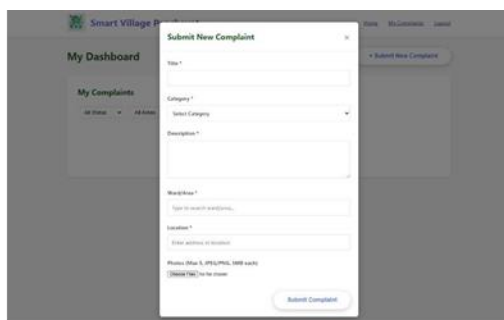 Smart Village P
Home My Complaints Logout
My Dashboard
+ Submit New Complaint
My Complaints
All Status
All Areas
Submit New Complaint
×
Title *
Category *
Select Category
Description *
Ward/Area *
Type to search ward/area...
Location *
Enter address or location
Photos (Max 5, JPEG/PNG, 5MB each)
Choose Files No file chosen
Submit Complaint